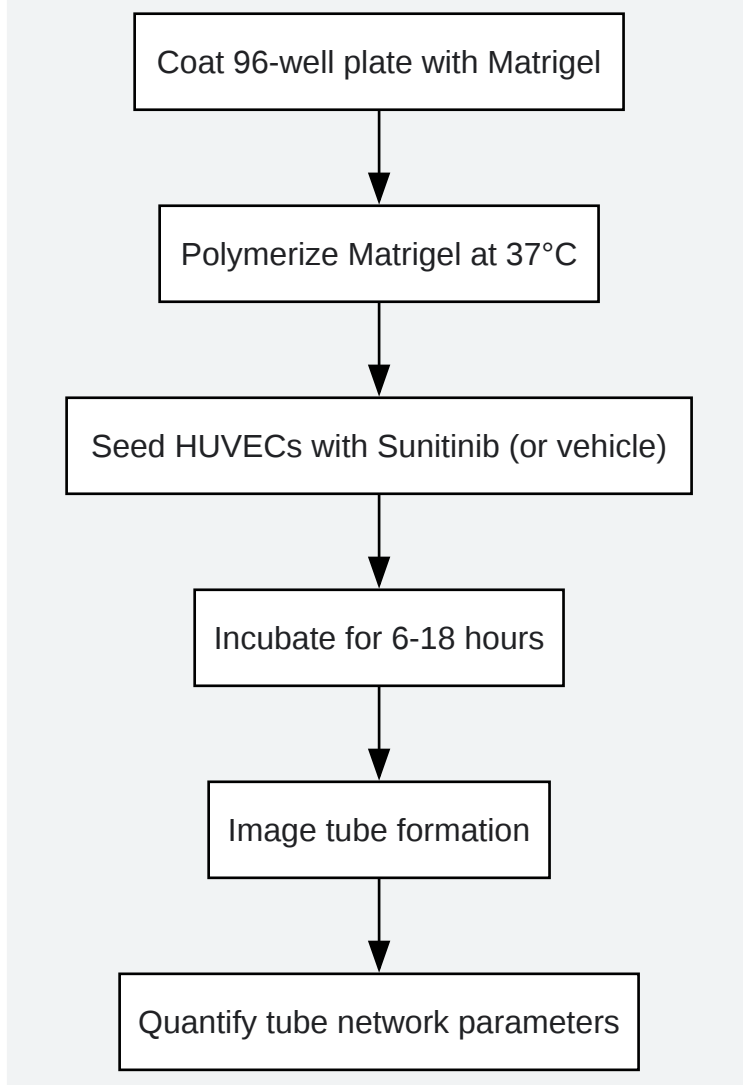 Coat 96-well plate with Matrigel
Polymerize Matrigel at 37°C
Seed HUVECs with Sunitinib (or vehicle)
Incubate for 6-18 hours
Image tube formation
Quantify tube network parameters